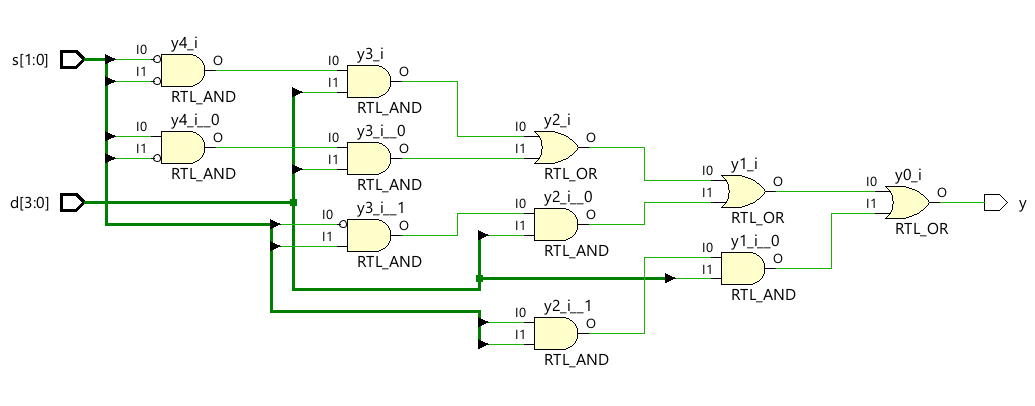 s[1:0]
d[3:0]
y4_i
I0
I1
O
RTL_AND
y4_i__0
I0
I1
O
RTL_AND
y3_i
I0
I1
O
RTL_AND
y3_i__0
I0
I1
O
RTL_AND
y3_i__1
I0
I1
O
RTL_AND
y2_i
I0
I1
O
RTL_OR
y2_i__0
I0
I1
O
RTL_AND
y2_i__1
I0
I1
O
RTL_AND
y1_i
I0
I1
O
RTL_OR
y1_i__0
I0
I1
O
RTL_AND
y0_i
I0
I1
O
RTL_OR
y